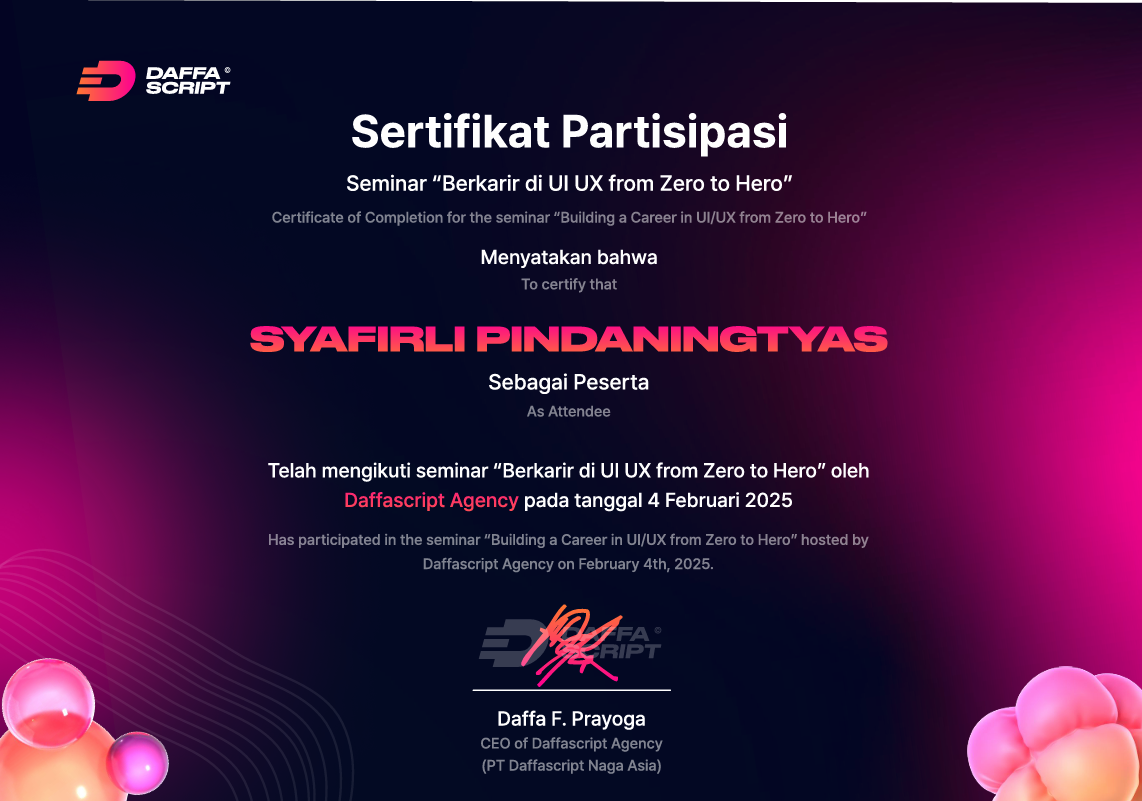 DAFFA ©
SCRIPT
Sertifikat Partisipasi
Seminar “Berkarir di UI UX from Zero to Hero”
Certificate of Completion for the seminar “Building a Career in UI/UX from Zero to Hero”
Menyatakan bahwa
To certify that
SYAFIRLI PINDANINGTYAS
Sebagai Peserta
As Attendee
Telah mengikuti seminar “Berkarir di UI UX from Zero to Hero” oleh
Daffascript Agency pada tanggal 4 Februari 2025
Has participated in the seminar “Building a Career in UI/UX from Zero to Hero” hosted by
Daffascript Agency on February 4th, 2025.
DAFFA ©
SCRIPT
Daffa F. Prayoga
CEO of Daffascript Agency
(PT Daffascript Naga Asia)